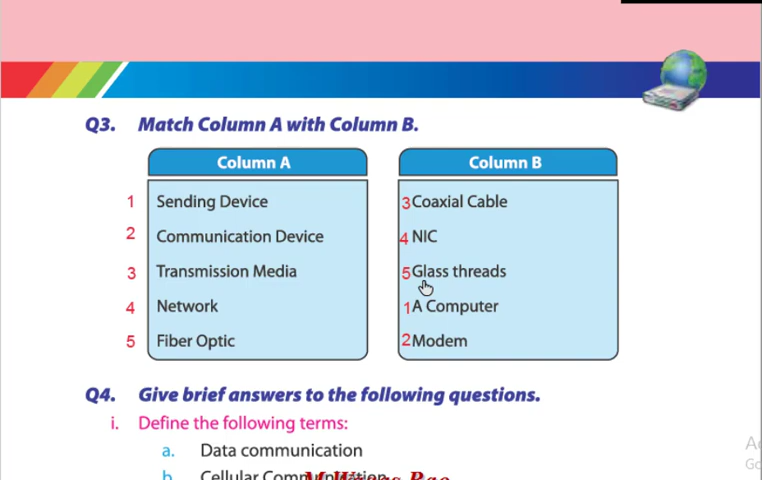 Q3. Match Column A with Column B.
Column A Column B
1 Sending Device 3 Coaxial Cable
2 Communication Device 4 NIC
3 Transmission Media 5 Glass threads
4 Network 1 A Computer
5 Fiber Optic 2 Modem
Q4. Give brief answers to the following questions.
i. Define the following terms:
a. Data communication
b. Cellular